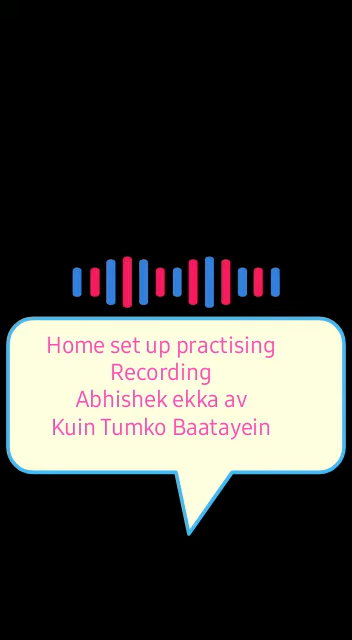 Home set up practising
Recording
Abhishek ekka av
Kuin Tumko Baatayein